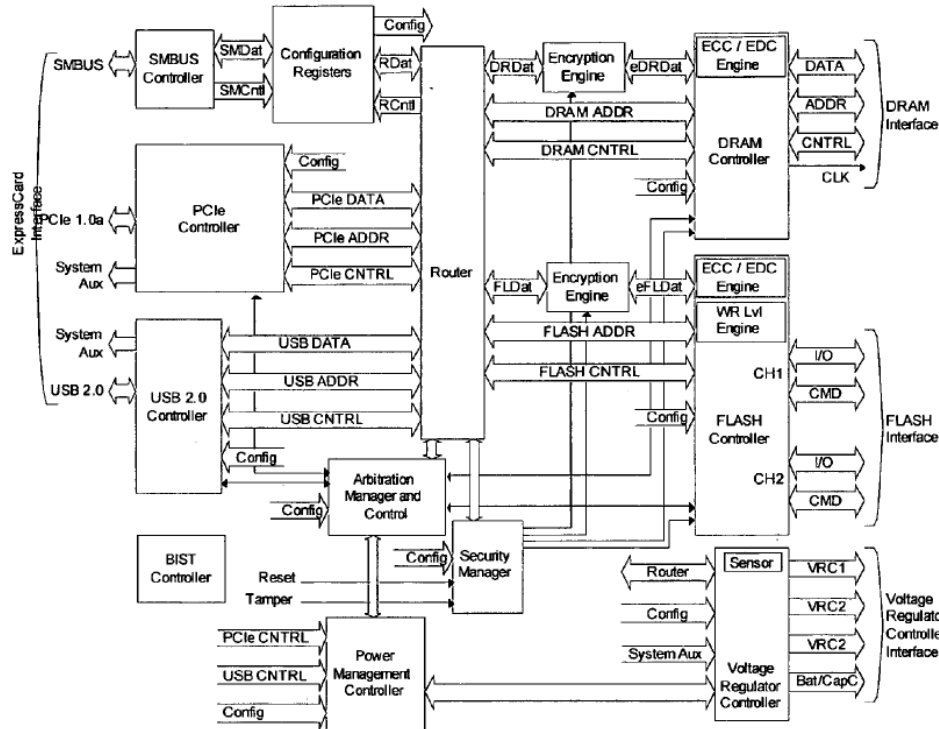 SMBUS
SMBUS
Controller
SMDat
SMCntl
Configuration
Registers
Config
RDat
RCntl
DRDat
Encryption
Engine
eDRDat
ECC / EDC
Engine
DATA
ADDR
CNTRL
CLK
DRAM
Interface
DRAM ADDR
DRAM CNTRL
Config
DRAM
Controller
ExpressCard
Interface
PCIe 1.0a
System
Aux
PCIe
Controller
Config
PCIe DATA
PCIe ADDR
PCIe CNTRL
Router
FLDat
Encryption
Engine
eFLDat
ECC / EDC
Engine
WR Lvl
Engine
FLASH ADDR
FLASH CNTRL
Config
CH1
FLASH
Controller
CH2
I/O
CMD
I/O
CMD
FLASH
Interface
System
Aux
USB 2.0
USB 2.0
Controller
USB DATA
USB ADDR
USB CNTRL
Config
Arbitration
Manager and
Control
Config
BIST
Controller
Reset
Tamper
Config
Security
Manager
Router
Config
System Aux
Sensor
Voltage
Regulator
Controller
VRC1
VRC2
VRC2
Bat/CapC
Voltage
Regulator
Controlle
Interface
PCIe CNTRL
USB CNTRL
Config
Power
Management
Controller